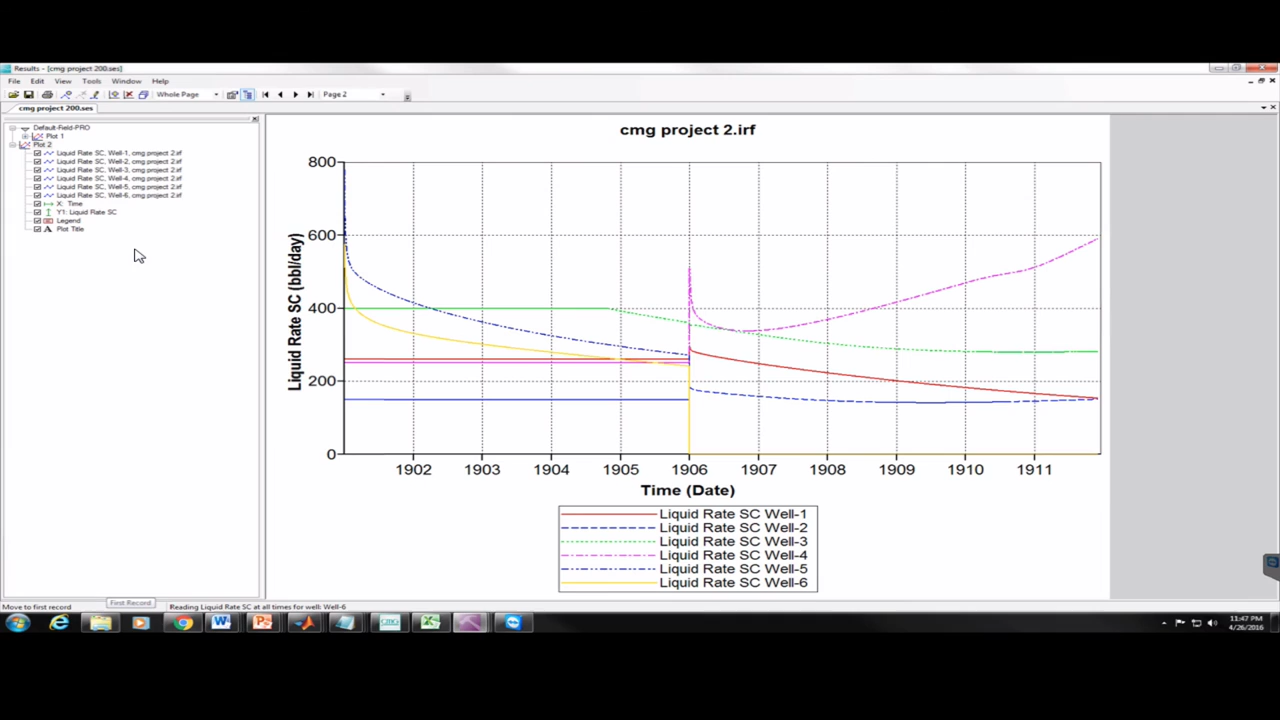 Results - [cmg project 200.ses]
File Edit View Tools Window Help
Whole Page Page 2
cmg project 200.ses
Default-Field-PRO
Plot 1
Plot 2
Liquid Rate SC, Well-1, cmg project 2.irf
Liquid Rate SC, Well-2, cmg project 2.irf
Liquid Rate SC, Well-3, cmg project 2.irf
Liquid Rate SC, Well-4, cmg project 2.irf
Liquid Rate SC, Well-5, cmg project 2.irf
Liquid Rate SC, Well-6, cmg project 2.irf
X: Time
Y1: Liquid Rate SC
Legend
Plot Title
cmg project 2.irf
800
600
400
200
0
Liquid Rate SC (bbl/day)
1902 1903 1904 1905 1906 1907 1908 1909 1910 1911
Time (Date)
Liquid Rate SC Well-1
Liquid Rate SC Well-2
Liquid Rate SC Well-3
Liquid Rate SC Well-4
Liquid Rate SC Well-5
Liquid Rate SC Well-6
First Record
Move to first record Reading Liquid Rate SC at all times for well: Well-6
11:47 PM
4/26/2016